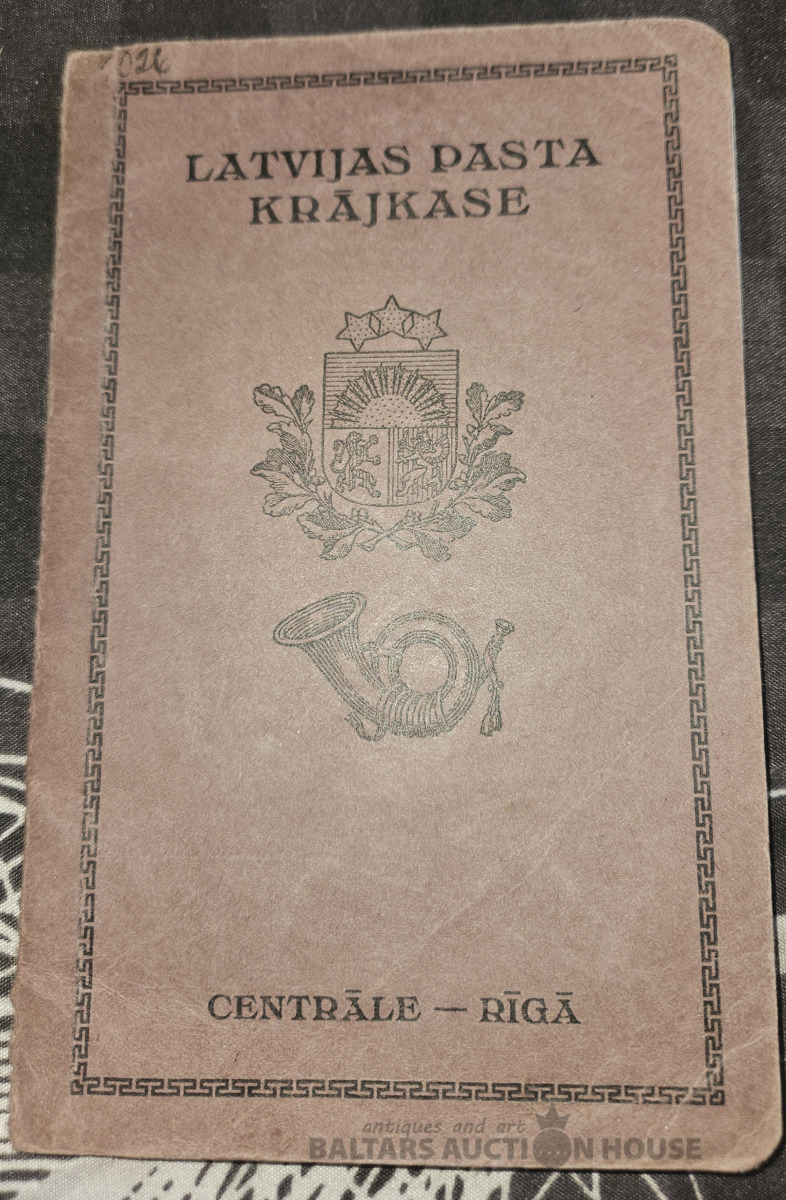 026
LATVIJAS PASTA
KRĀJKASE
CENTRĀLE — RĪGĀ
antiques and art
BALTARS AUCTION HOUSE